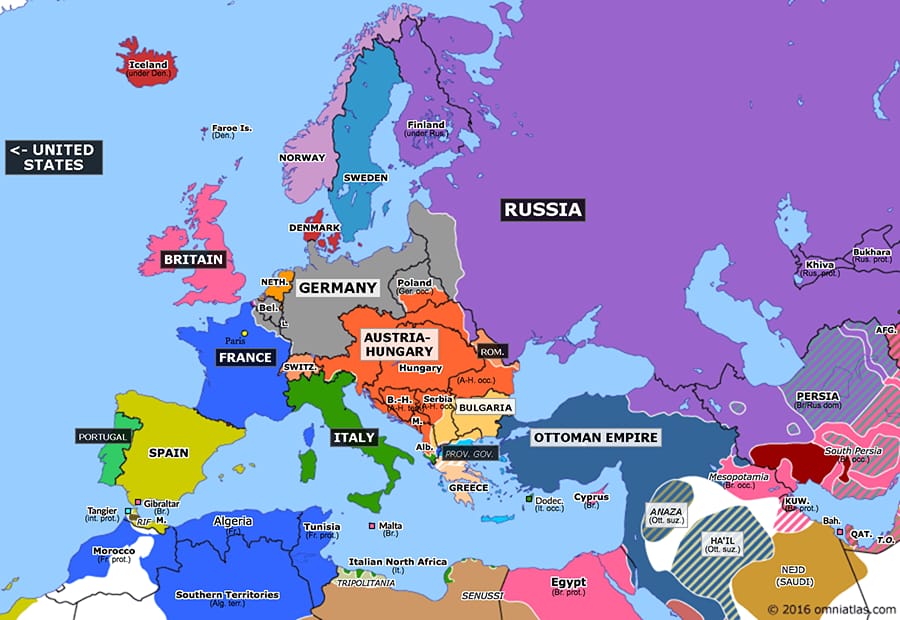 Iceland
(under Den.)
Faroe Is.
(Den.)
<- UNITED
STATES
NORWAY
SWEDEN
Finland
(under Rus.)
RUSSIA
DENMARK
BRITAIN
NETH.
GERMANY
Poland
(Ger. occ.)
Bel.
L.
Paris
FRANCE
SWITZ.
AUSTRIA-
HUNGARY
Hungary
ROM.
(A-H. occ.)
B.-H.
(A-H. terr.)
Serbia
(A-H. occ.)
M.
BULGARIA
Alb.
PROV. GOV.
GREECE
ITALY
OTTOMAN EMPIRE
Khiva
(Rus. prot.)
Bukhara
(Rus. prot.)
AFG.
PERSIA
(Br/Rus dom)
South Persia
(Br. occ.)
Mesopotamia
(Br. occ.)
KUW.
(Br. prot.)
Bah.
QAT.
T.O.
ANAZA
(Ott. suz.)
HA'IL
(Ott. suz.)
NEJD
(SAUDI)
PORTUGAL
SPAIN
Gibraltar
(Br.)
Tangier
(int. prot.)
RIF
M.
Morocco
(Fr. prot.)
Algeria
(Fr.)
Tunisia
(Fr. prot.)
Southern Territories
(Alg. terr.)
Malta
(Br.)
Italian North Africa
(It.)
TRIPOLITANIA
SENUSSI
Dodec.
(It. occ.)
Cyprus
(Br.)
Egypt
(Br. prot.)
© 2016 omniatlas.com